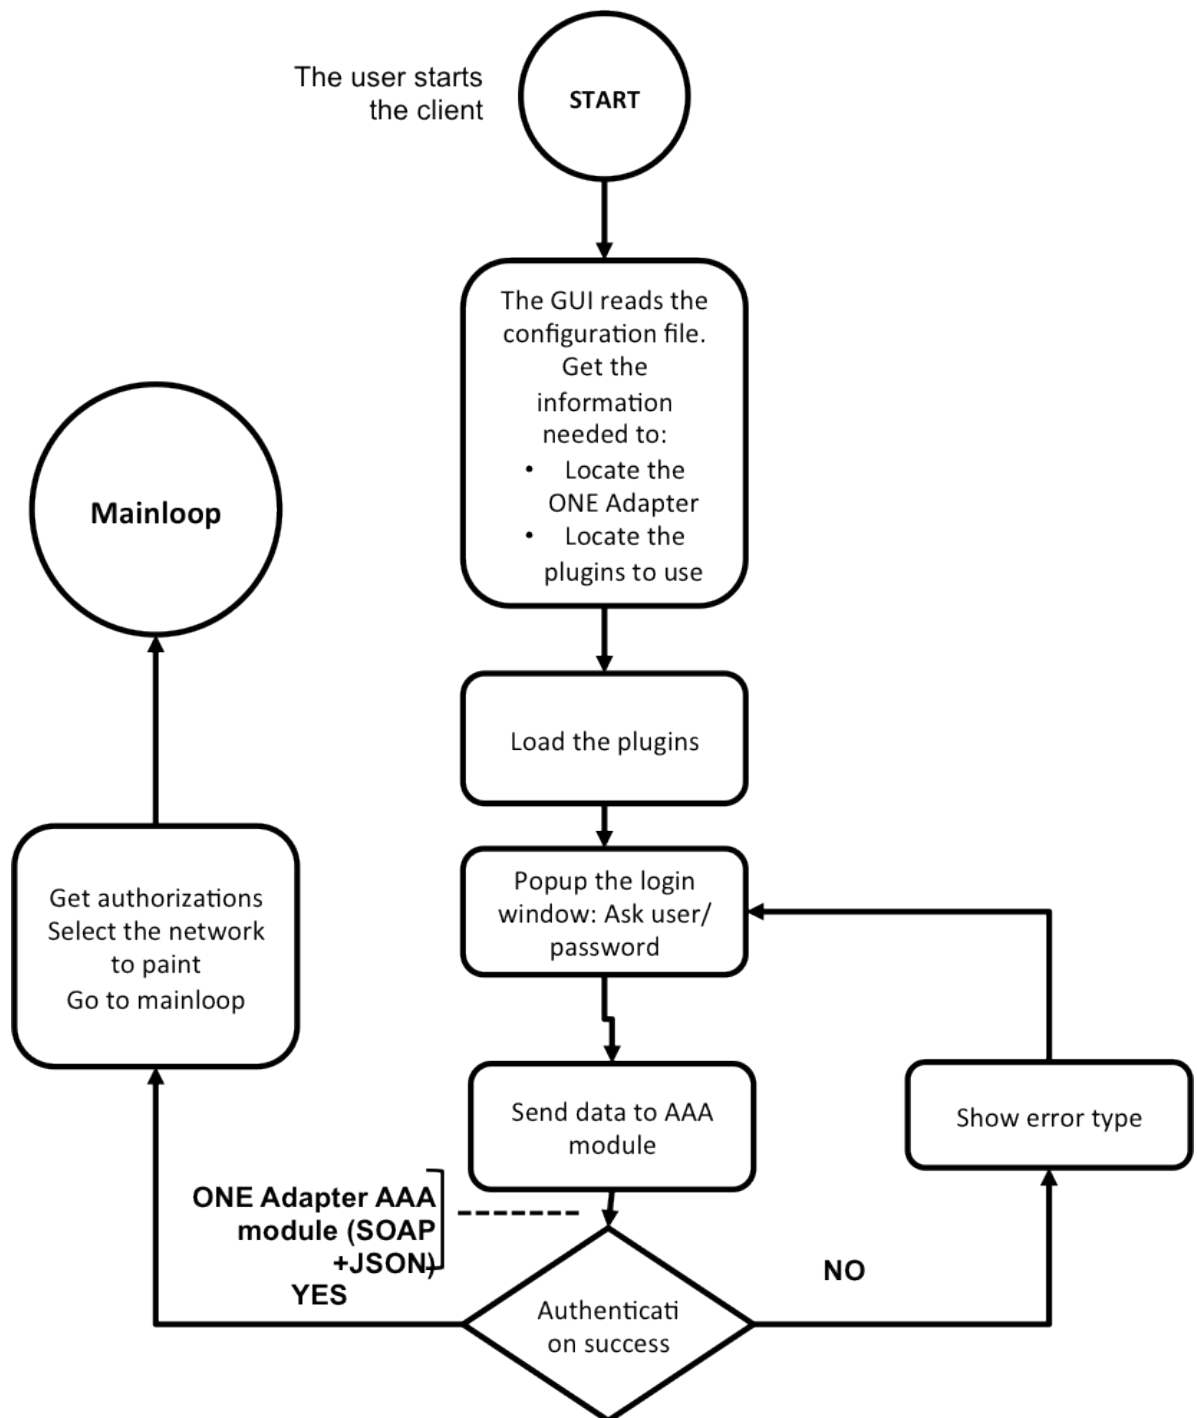 The user starts
the client
START
The GUI reads the
configuration file.
Get the
information
needed to:
• Locate the
ONE Adapter
• Locate the
plugins to use
Mainloop
Load the plugins
Popup the login
window: Ask user/
password
Get authorizations
Select the network
to paint
Go to mainloop
Send data to AAA
module
Show error type
ONE Adapter AAA
module (SOAP
+JSON)
YES
NO
Authenticati
on success